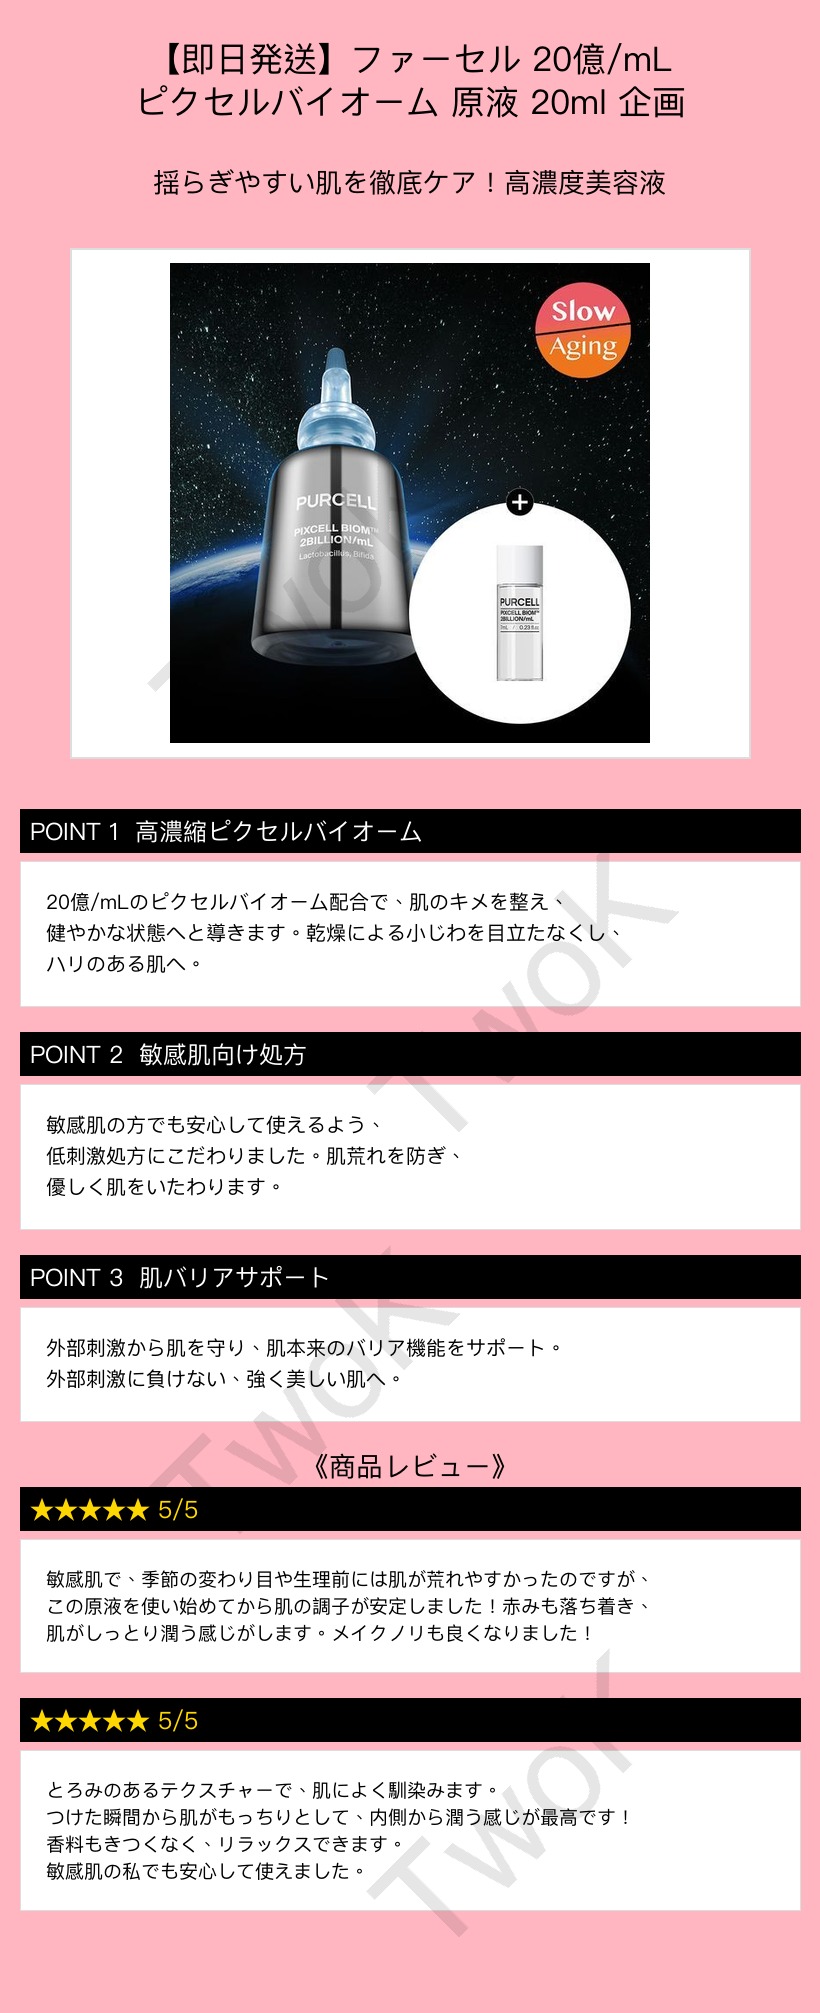 【即日発送】ファーセル 20億/mL
ピクセルバイオーム 原液 20ml 企画
揺らぎやすい肌を徹底ケア！高濃度美容液
Slow
Aging
PURCELL
PIXCELL BIOM™
2BILLION/mL
Lactobacillus, Bifida
+
PURCELL
PIXCELL BIOM™
2BILLION/mL
7mL / 0.23 fl.oz
POINT 1 高濃縮ピクセルバイオーム
20億/mLのピクセルバイオーム配合で、肌のキメを整え、
健やかな状態へと導きます。乾燥による小じわを目立たなくし、
ハリのある肌へ。
POINT 2 敏感肌向け処方
敏感肌の方でも安心して使えるよう、
低刺激処方にこだわりました。肌荒れを防ぎ、
優しく肌をいたわります。
POINT 3 肌バリアサポート
外部刺激から肌を守り、肌本来のバリア機能をサポート。
外部刺激に負けない、強く美しい肌へ。
《商品レビュー》
★★★★★ 5/5
敏感肌で、季節の変わり目や生理前には肌が荒れやすかったのですが、
この原液を使い始めてから肌の調子が安定しました！赤みも落ち着き、
肌がしっとり潤う感じがします。メイクノリも良くなりました！
★★★★★ 5/5
とろみのあるテクスチャーで、肌によく馴染みます。
つけた瞬間から肌がもっちりとして、内側から潤う感じが最高です！
香料もきつくなく、リラックスできます。
敏感肌の私でも安心して使えました。
TwoK
TwoK
TwoK
TwoK